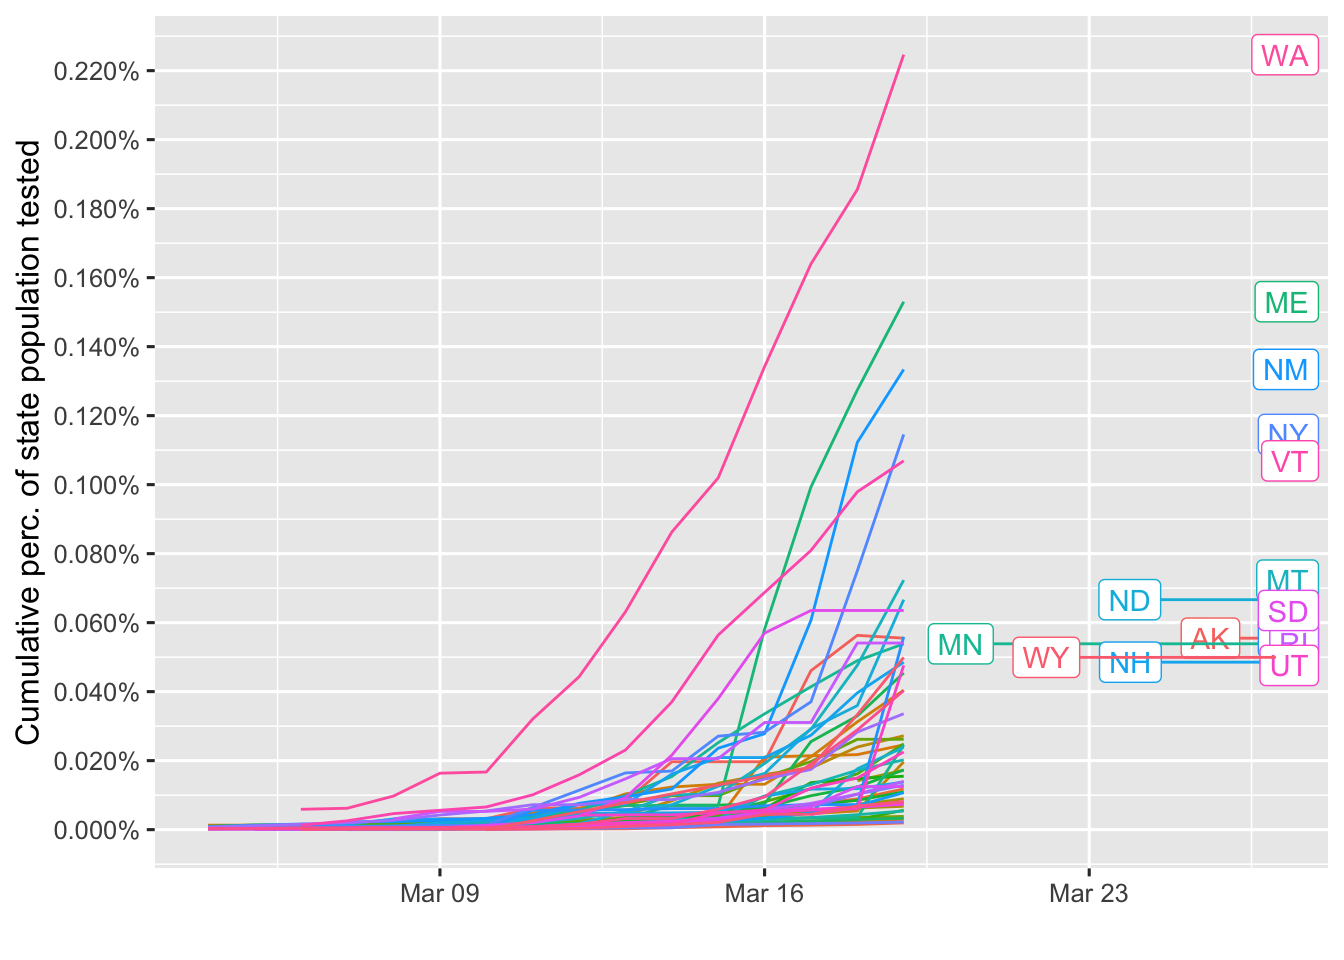 Cumulative perc. of state population tested
0.220%
0.200%
0.180%
0.160%
0.140%
0.120%
0.100%
0.080%
0.060%
0.040%
0.020%
0.000%
WA
ME
NM
NY
VT
MT
ND
SD
MN
AK
RI
WY
NH
UT
Mar 09
Mar 16
Mar 23